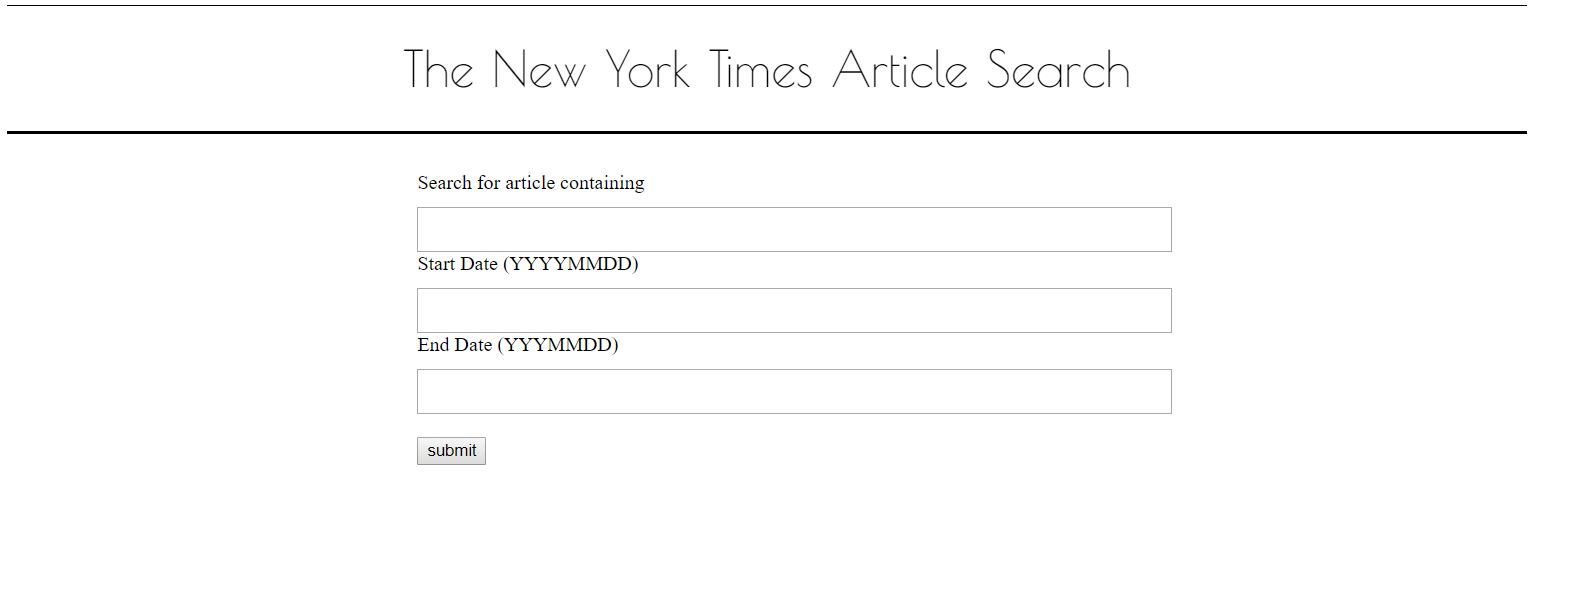 The New York Times Article Search
Search for article containing
Start Date (YYYYMMDD)
End Date (YYYMMDD)
submit